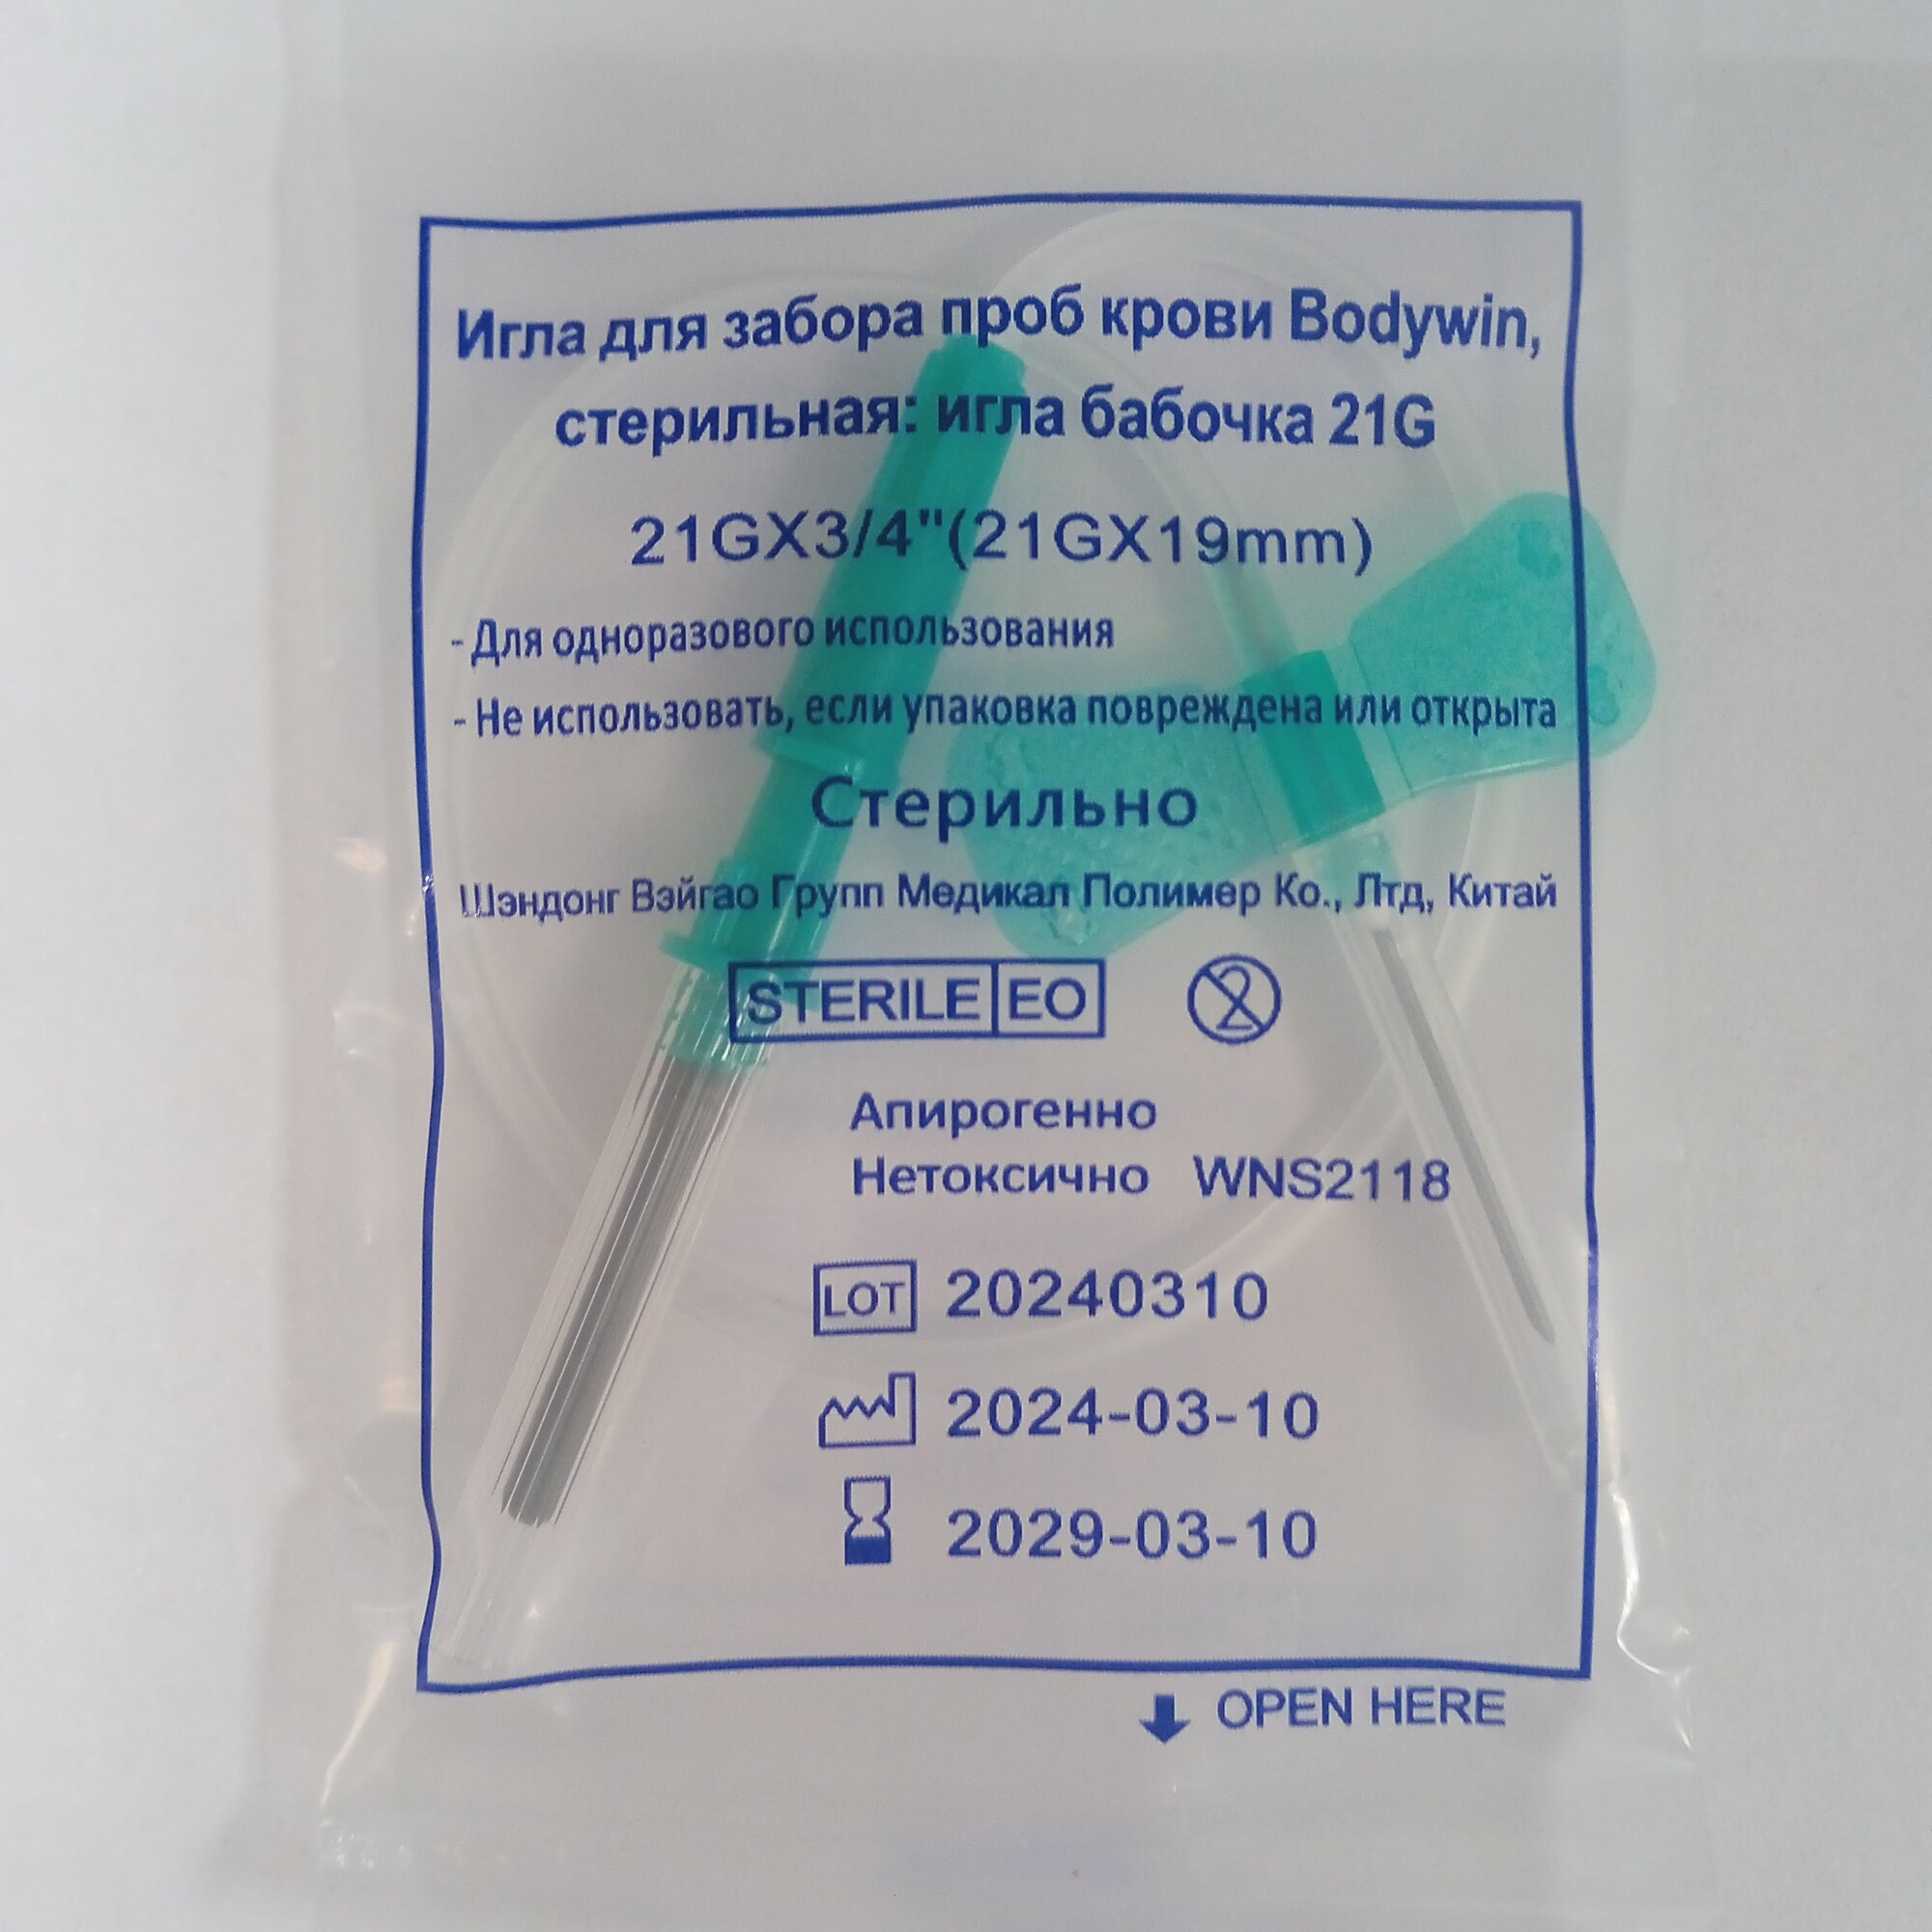 Игла для забора проб крови Bodywin,
стерильная: игла бабочка 21G
21GX3/4"(21GX19mm)
- Для одноразового использования
- Не использовать, если упаковка повреждена или открыта
Стерильно
Шэндонг Вэйгао Групп Медикал Полимер Ко., Лтд, Китай
STERILE EO 2
Апирогенно
Нетоксично WNS2118
LOT 20240310
2024-03-10
2029-03-10
OPEN HERE